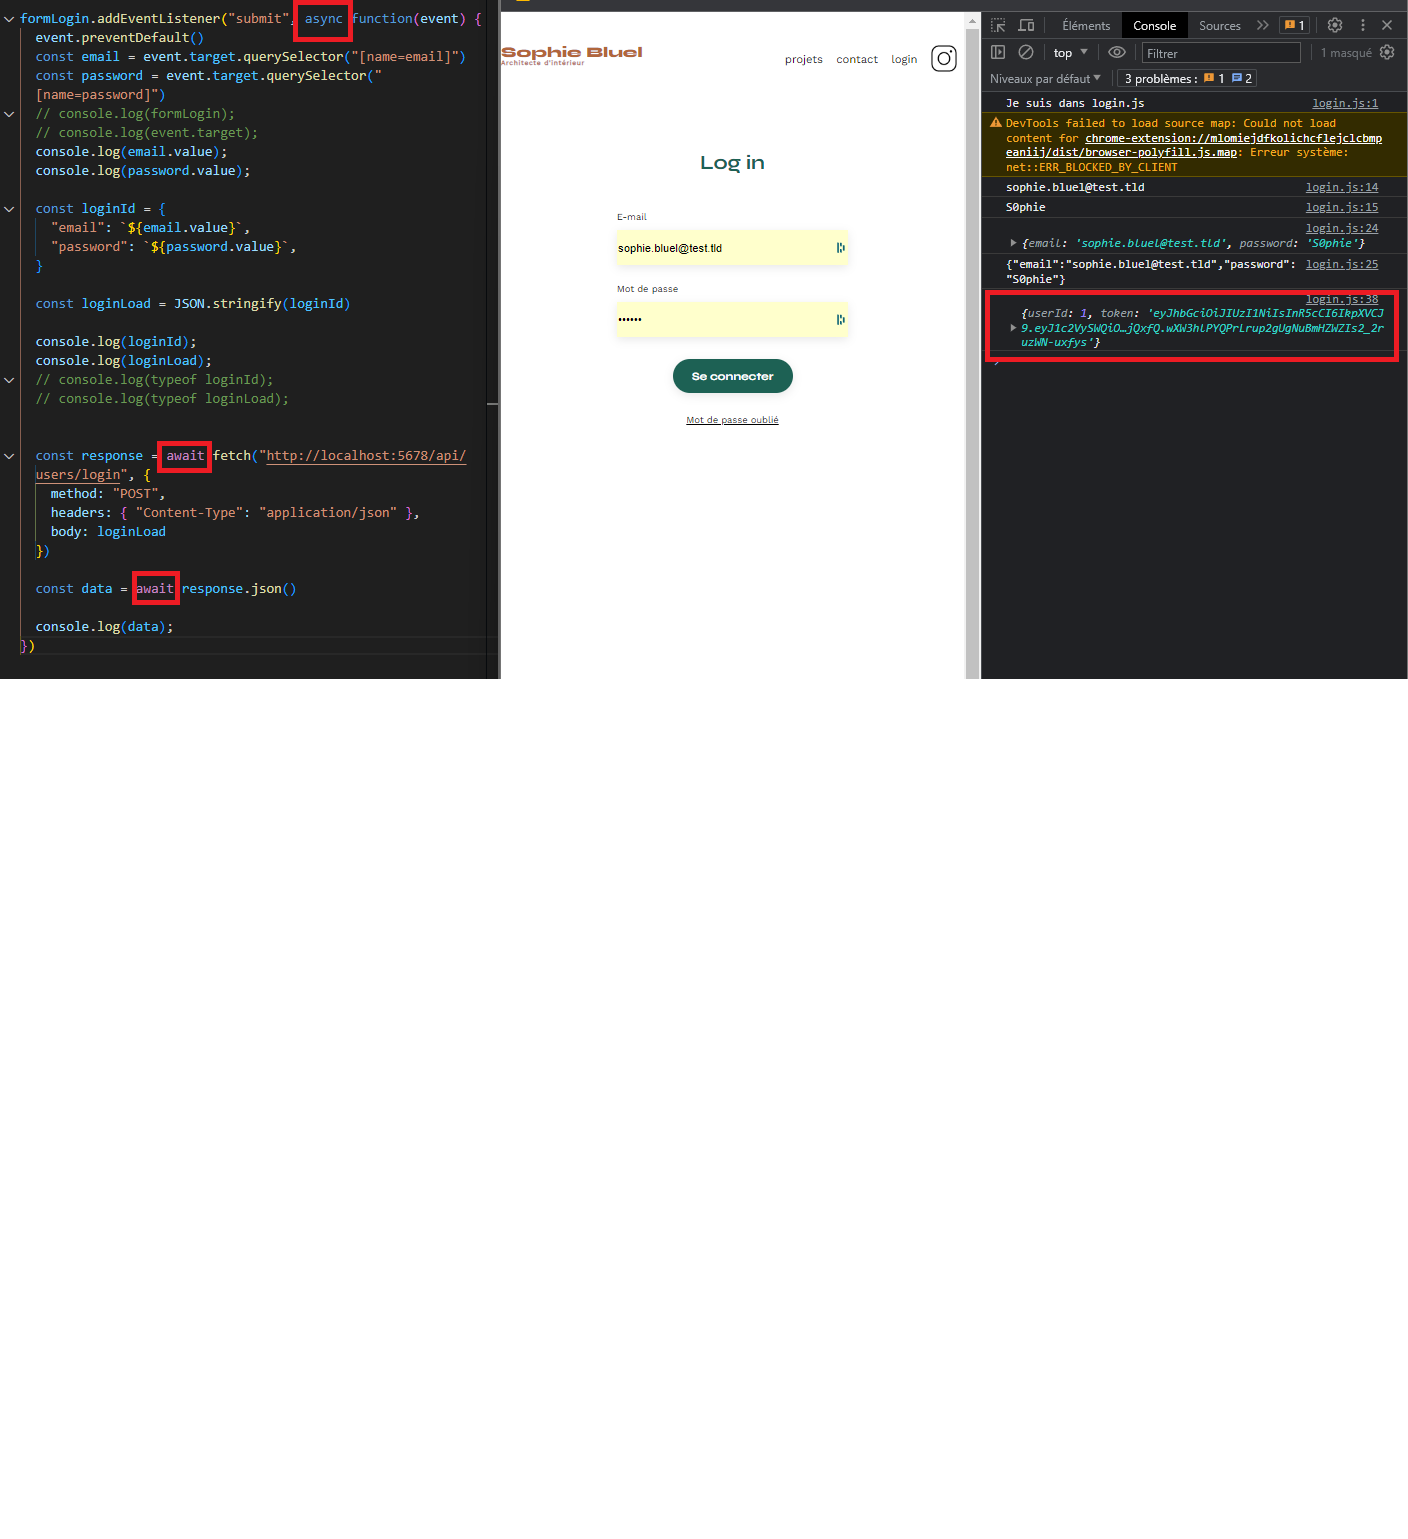 formLogin.addEventListener("submit", async function(event) {
event.preventDefault()
const email = event.target.querySelector("[name=email]")
const password = event.target.querySelector("
[name=password]")
// console.log(formLogin);
// console.log(event.target);
console.log(email.value);
console.log(password.value);
const loginId = {
"email": `${email.value}`,
"password": `${password.value}`,
}
const loginLoad = JSON.stringify(loginId)
console.log(loginId);
console.log(loginLoad);
// console.log(typeof loginId);
// console.log(typeof loginLoad);
const response = await fetch("http://localhost:5678/api/
users/login", {
method: "POST",
headers: { "Content-Type": "application/json" },
body: loginLoad
})
const data = await response.json()
console.log(data);
})
Sophie Bluel
Architecte d'intérieur
projets contact login
Log in
E-mail
sophie.bluel@test.tld
Mot de passe
••••••
Se connecter
Mot de passe oublié
Éléments Console Sources 1
top Filtrer 1 masqué
Niveaux par défaut 3 problèmes : 1 2
Je suis dans login.js login.js:1
DevTools failed to load source map: Could not load
content for chrome-extension://mlomiejdfkolichcflejclcbmp
eaniij/dist/browser-polyfill.js.map: Erreur système:
net::ERR_BLOCKED_BY_CLIENT
sophie.bluel@test.tld login.js:14
S0phie login.js:15
login.js:24
{email: 'sophie.bluel@test.tld', password: 'S0phie'}
{"email":"sophie.bluel@test.tld","password": login.js:25
"S0phie"}
login.js:38
{userId: 1, token: 'eyJhbGciOiJIUzI1NiIsInR5cCI6IkpXVCJ
9.eyJ1c2VySWQiO…jQxfQ.wXW3hlPYQPrLrup2gUgNuBmHZWZIs2_2r
uzWN-uxfys'}